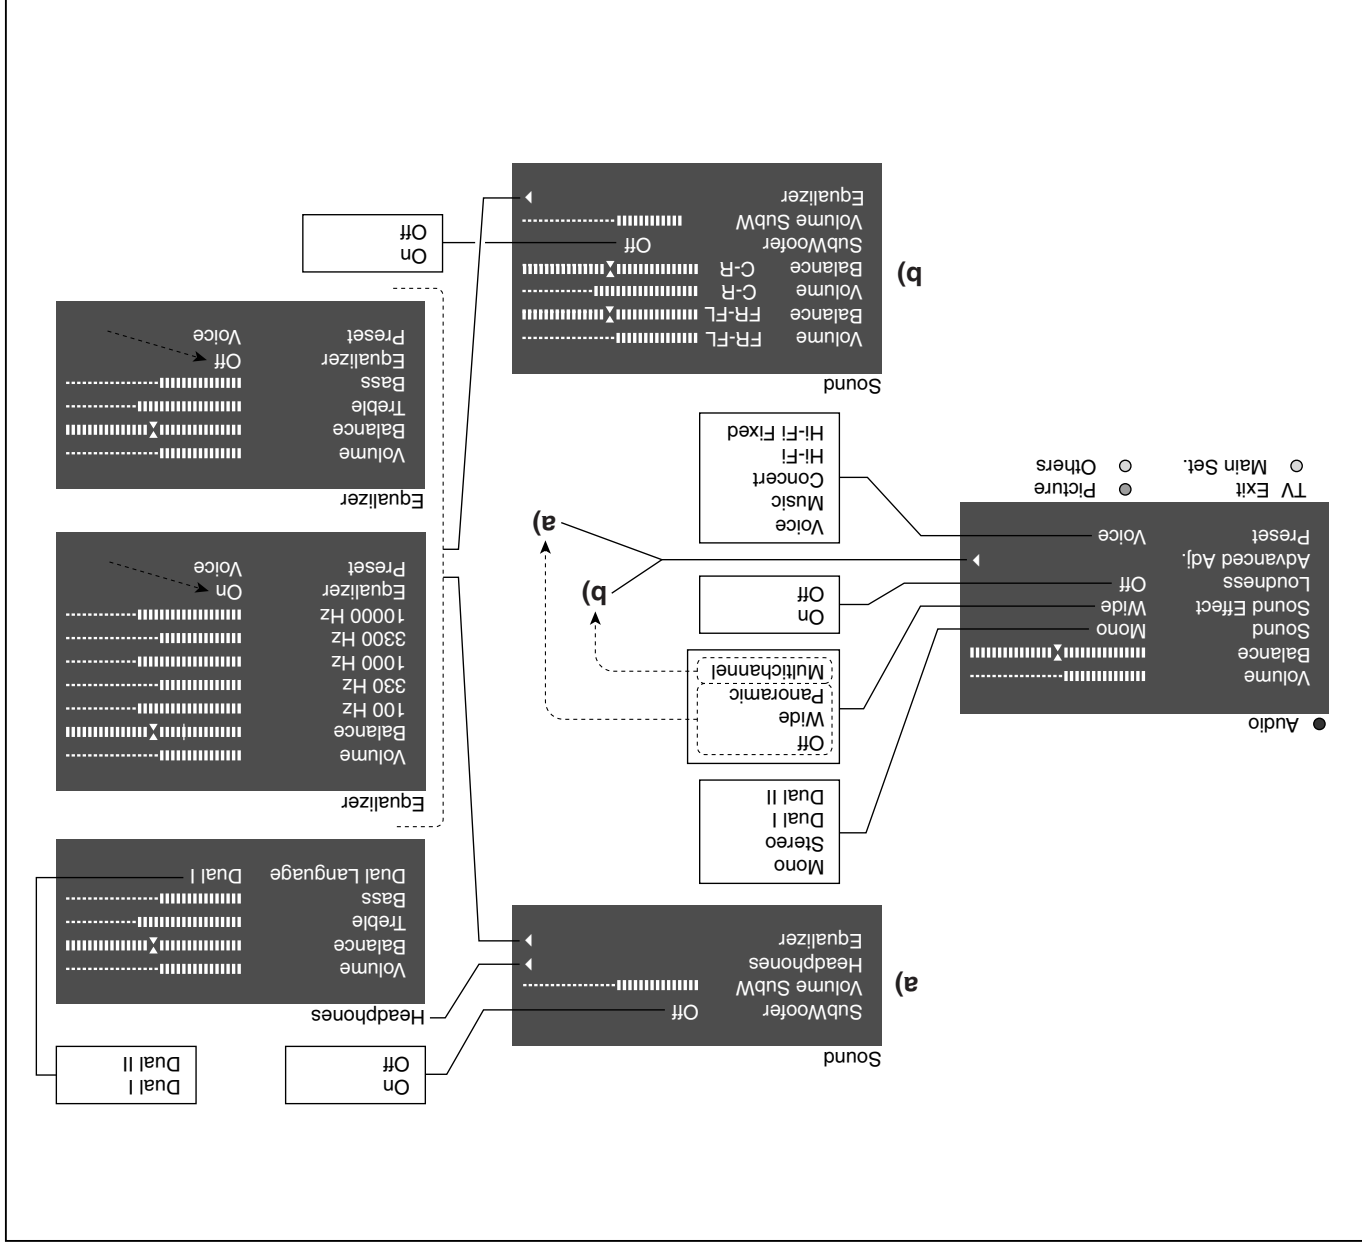 Audio
Volume
Balance
Sound Mono
Sound Effect Wide
Loudness Off
Advanced Adj.
Preset Voice
TV Exit Picture
Main Set. Others
a)
Sound
SubWoofer Off
Volume SubW
Headphones
Equalizer
Mono
Stereo
Dual I
Dual II
Off
Wide
Panoramic
Multichannel
On
Off
b)
a)
Voice
Music
Concert
Hi-Fi
Hi-Fi Fixed
b)
Sound
Volume FR-FL
Balance FR-FL
Volume C-R
Balance C-R
SubWoofer Off
Volume SubW
Equalizer
On
Off
Dual I
Dual II
Headphones
Volume
Balance
Treble
Bass
Dual Language Dual I
Equalizer
Volume
Balance
100 Hz
330 Hz
1000 Hz
3300 Hz
10000 Hz
Equalizer On
Preset Voice
Equalizer
Volume
Balance
Treble
Bass
Equalizer Off
Preset Voice
On
Off